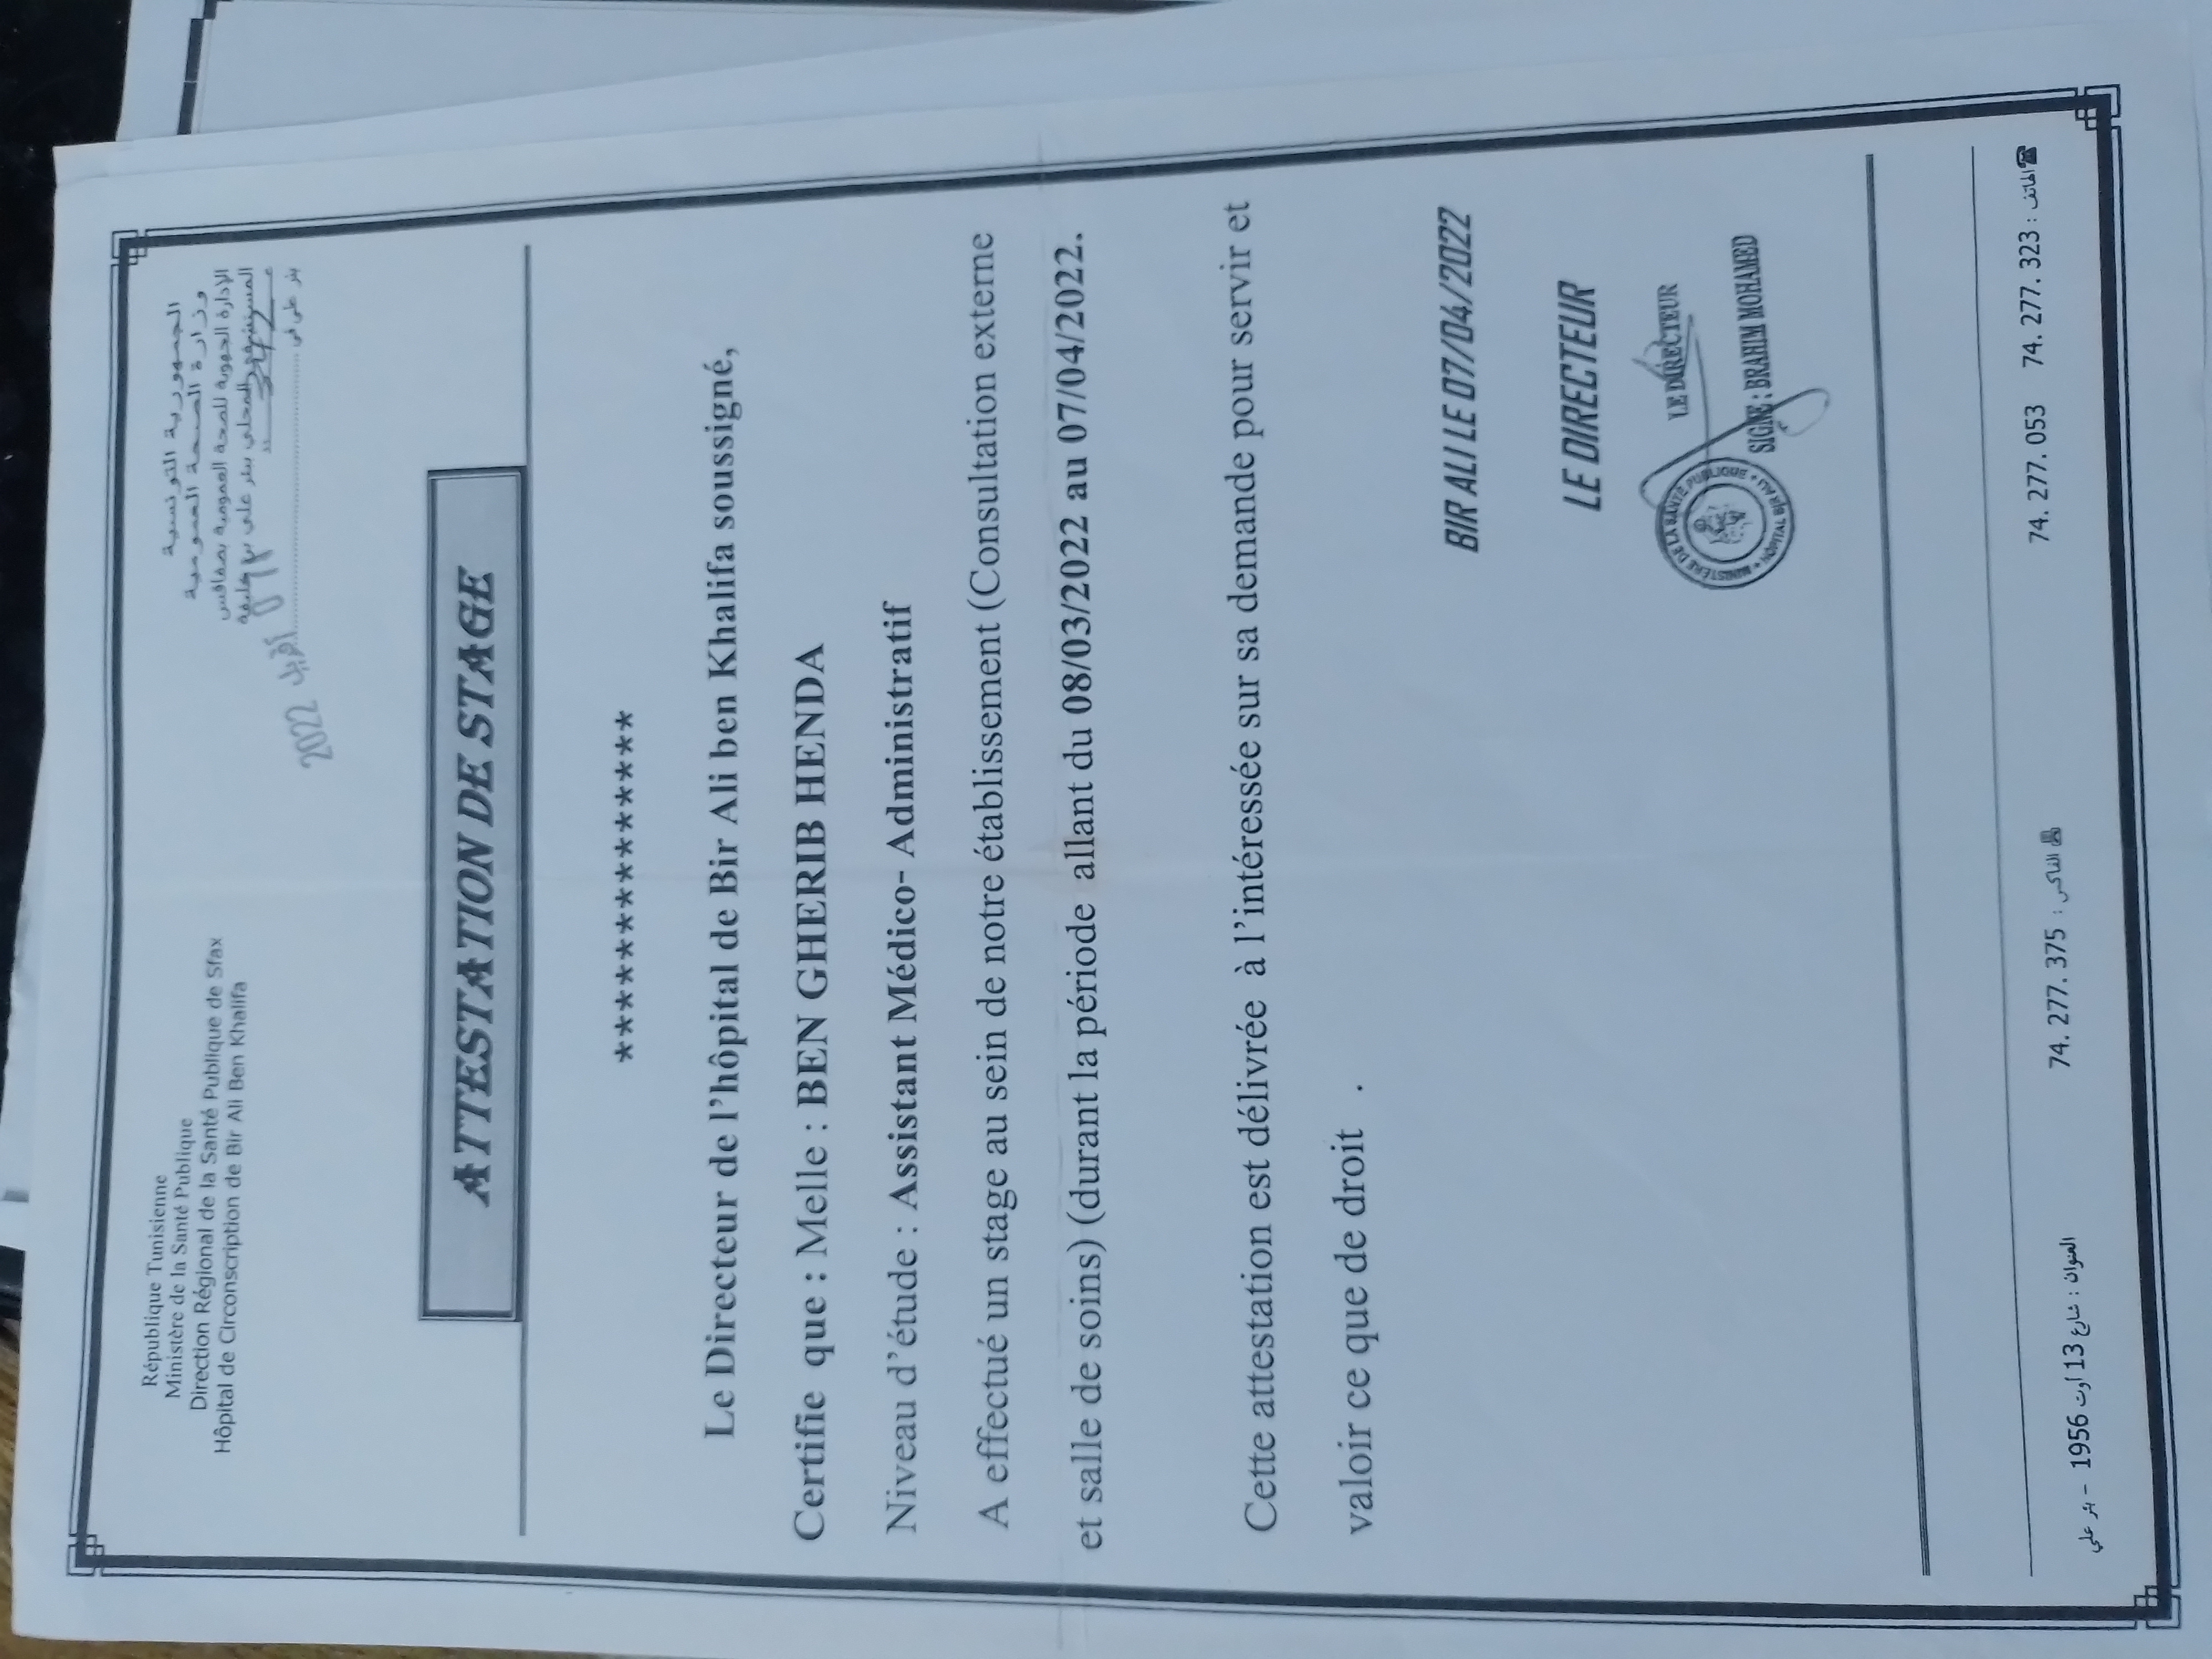 République Tunisienne
Ministère de la Santé Publique
Direction Régional de la Santé Publique de Sfax
Hôpital de Circonscription de Bir Ali Ben Khalifa
الجمهورية التونسية
وزارة الصحة العمومية
الإدارة الجهوية للصحة العمومية بصفاقس
المستشفى المحلي ببئر علي بن خليفة
بئر علي في ........................ أفريل 2022
ATTESTATION DE STAGE
**************
Le Directeur de l’hôpital de Bir Ali ben Khalifa soussigné,
Certifie que : Melle : BEN GHERIB HENDA
Niveau d’étude : Assistant Médico- Administratif
A effectué un stage au sein de notre établissement (Consultation externe
et salle de soins) (durant la période allant du 08/03/2022 au 07/04/2022.
Cette attestation est délivrée à l’intéressée sur sa demande pour servir et
valoir ce que de droit .
BIR ALI LE 07/04/2022
LE DIRECTEUR
LE DIRECTEUR
SIGNE : BRAHIM MOHAMED
MINISTÈRE DE LA SANTÉ PUBLIQUE
HÔPITAL BIR ALI
الهاتف : 74. 277. 323 74. 277. 053
الفاكس : 74. 277. 375
العنوان : شارع 13 أوت 1956 – بئر علي